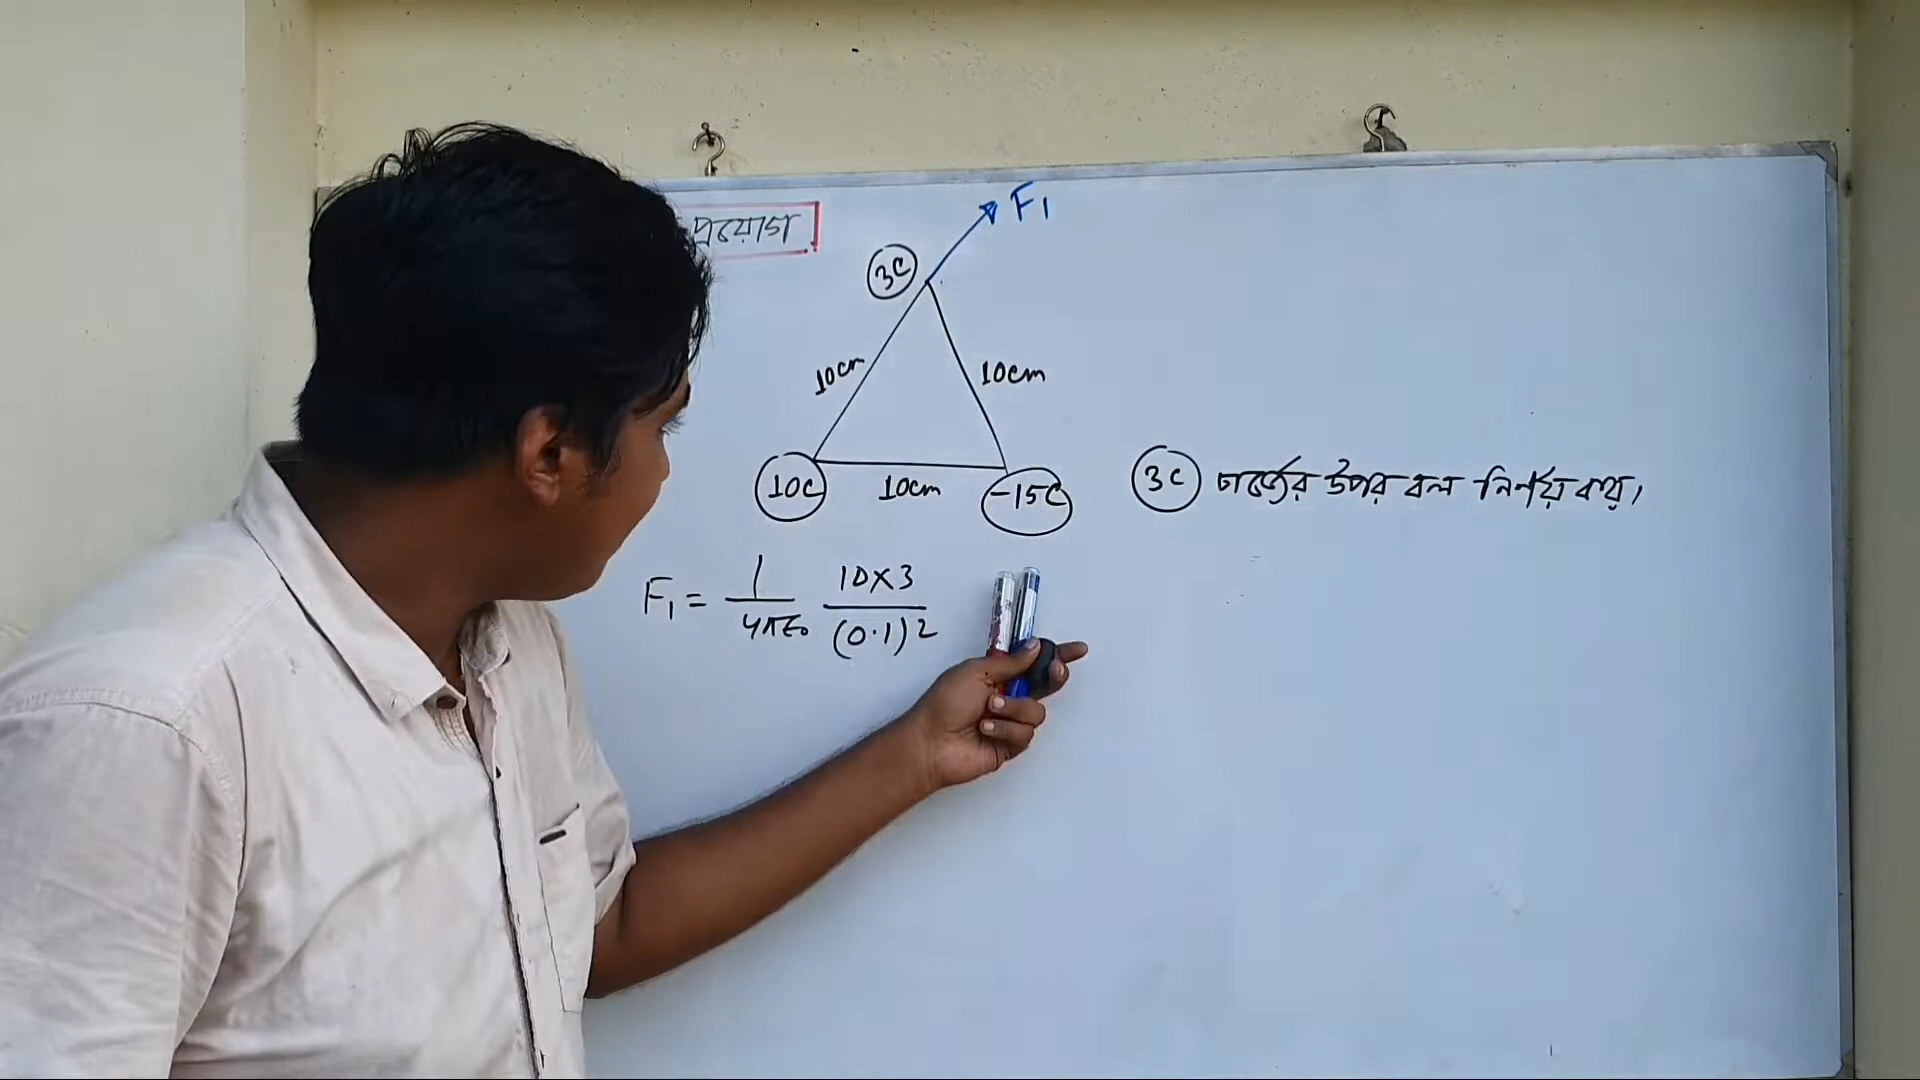 প্রয়োগ
F₁
3C
10cm
10cm
10C
10cm
-15C
3C চার্জের উপর বল নির্ণয় কর।
F₁ = 1/4πε₀ 10×3/(0.1)2